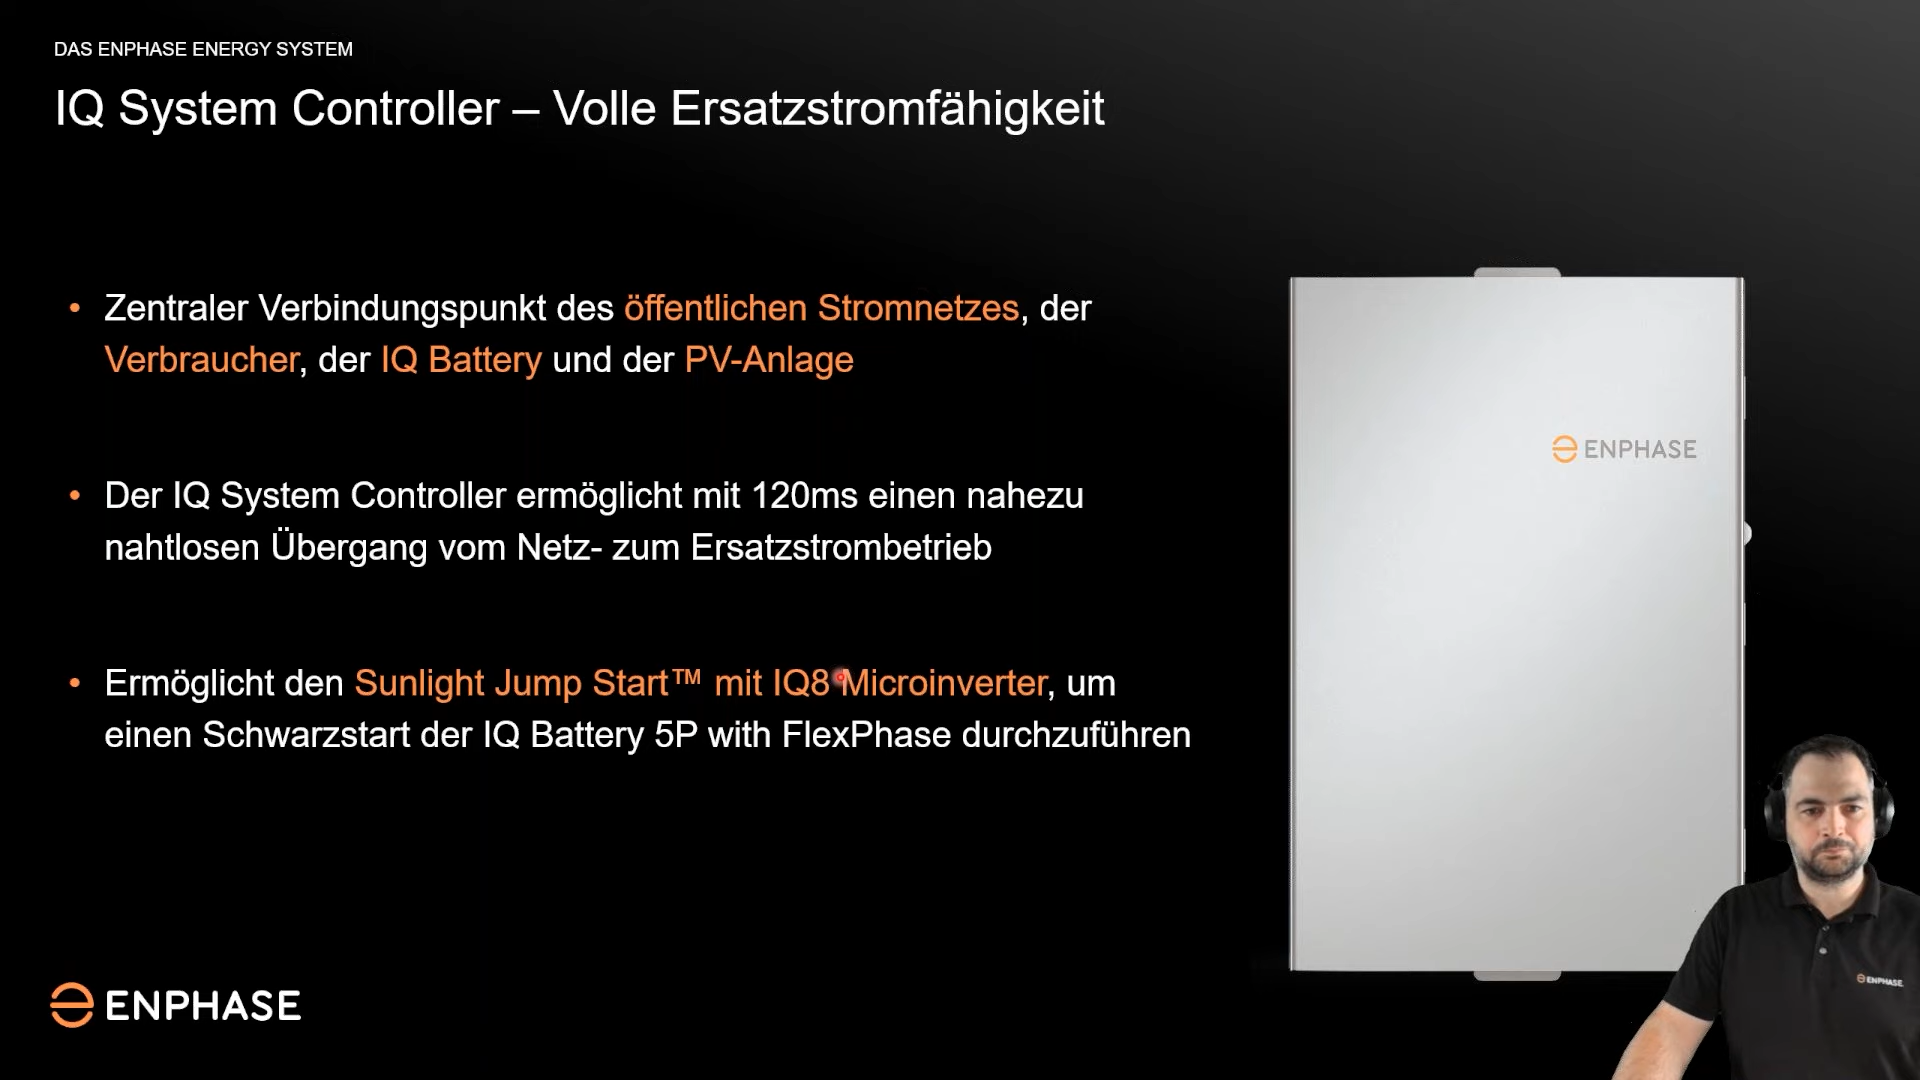 DAS ENPHASE ENERGY SYSTEM
IQ System Controller – Volle Ersatzstromfähigkeit
• Zentraler Verbindungspunkt des öffentlichen Stromnetzes, der
Verbraucher, der IQ Battery und der PV-Anlage
• Der IQ System Controller ermöglicht mit 120ms einen nahezu
nahtlosen Übergang vom Netz- zum Ersatzstrombetrieb
• Ermöglicht den Sunlight Jump Start™ mit IQ8 Microinverter, um
einen Schwarzstart der IQ Battery 5P with FlexPhase durchzuführen
ENPHASE
ENPHASE
ENPHASE